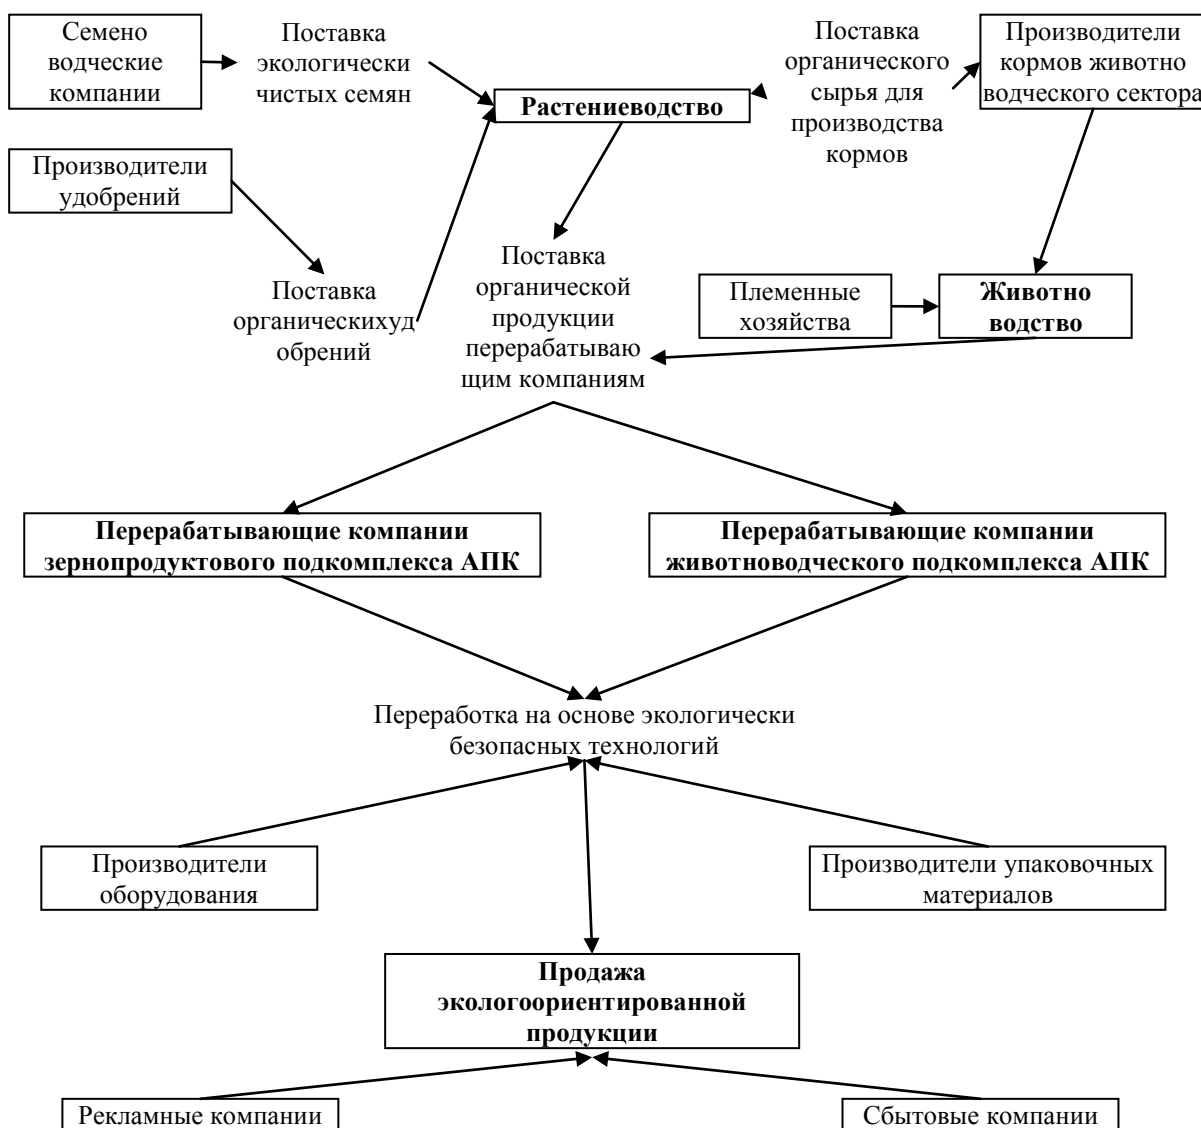 Семено
водческие
компании
Поставка
экологически
чистых семян
Растениеводство
Поставка
органического
сырья для
производства
кормов
Производители
кормов животно
водческого сектора
Производители
удобрений
Поставка
органическихуд
обрений
Поставка
органической
продукции
перерабатываю
щим компаниям
Племенные
хозяйства
Животно
водство
Перерабатывающие компании
зернопродуктового подкомплекса АПК
Перерабатывающие компании
животноводческого подкомплекса АПК
Переработка на основе экологически
безопасных технологий
Производители
оборудования
Производители упаковочных
материалов
Продажа
экологоориентированной
продукции
Рекламные компании
Сбытовые компании